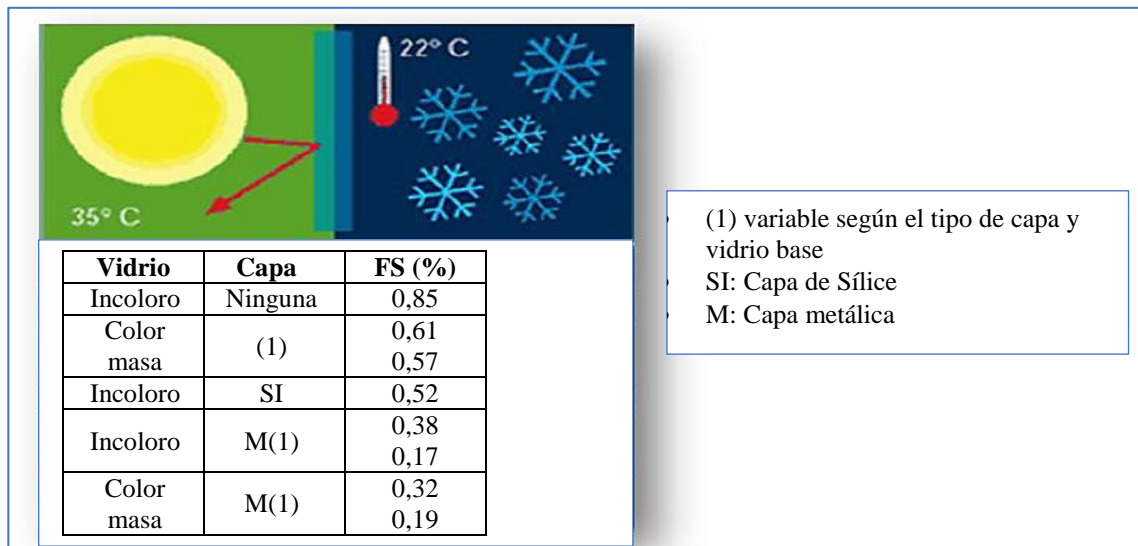 22° C
35° C
Vidrio Capa FS (%)
Incoloro Ninguna 0,85
Color masa (1) 0,61 0,57
Incoloro SI 0,52
Incoloro M(1) 0,38 0,17
Color masa M(1) 0,32 0,19
• (1) variable según el tipo de capa y
vidrio base
• SI: Capa de Sílice
• M: Capa metálica